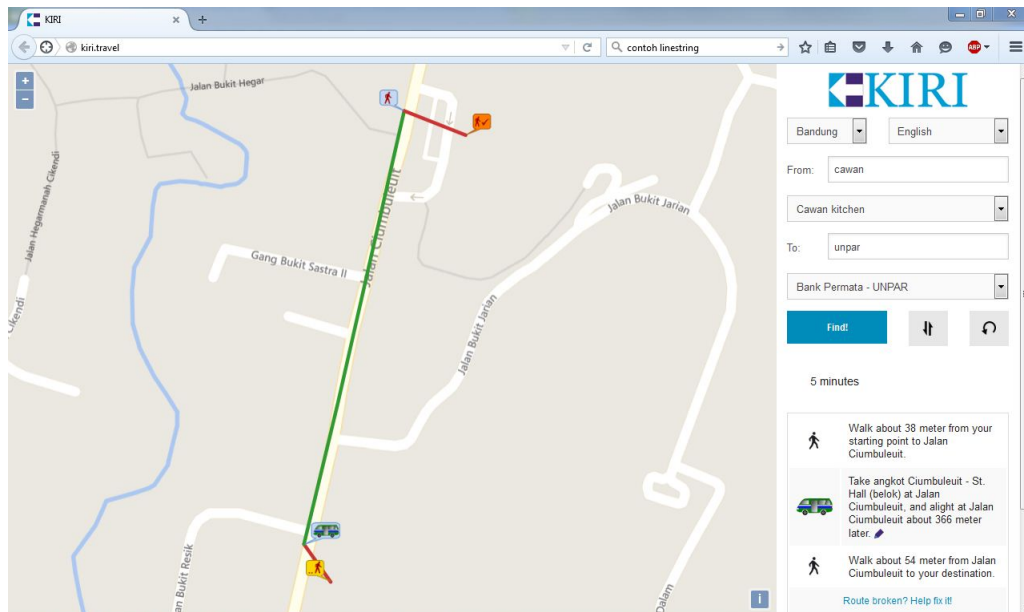 KIRI
kiri.travel
contoh linestring
ABP
+
−
Jalan Bukit Hegar
Jalan Hegarmanah Cikendi
Cikendi
Jalan Ciumbuleuit
Gang Bukit Sastra II
Jalan Bukit Jarian
Jalan Bukit Jarian
n Bukit Resik
Dalam
i
KIRI
Bandung
English
From:
cawan
Cawan kitchen
To:
unpar
Bank Permata - UNPAR
Find!
5 minutes
Walk about 38 meter from your
starting point to Jalan
Ciumbuleuit.
Take angkot Ciumbuleuit - St.
Hall (belok) at Jalan
Ciumbuleuit, and alight at Jalan
Ciumbuleuit about 366 meter
later.
Walk about 54 meter from Jalan
Ciumbuleuit to your destination.
Route broken? Help fix it!